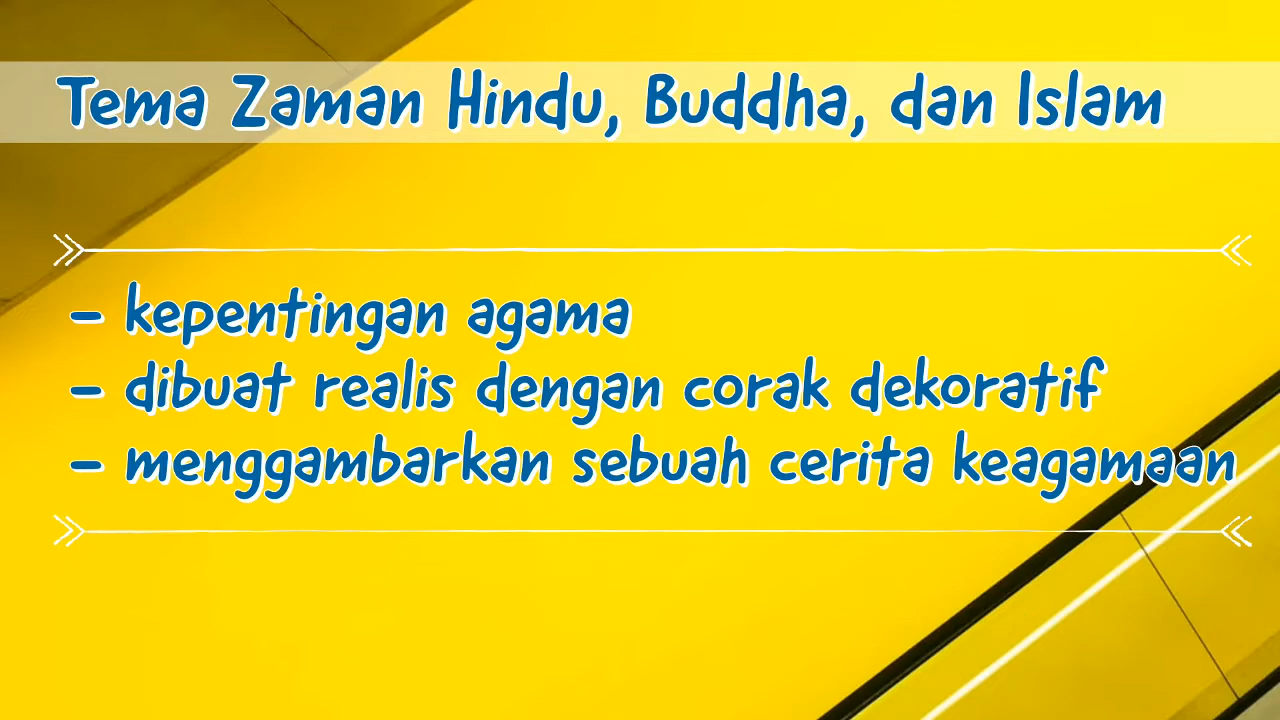 Tema Zaman Hindu, Buddha, dan Islam
- kepentingan agama
- dibuat realis dengan corak dekoratif
- menggambarkan sebuah cerita keagamaan